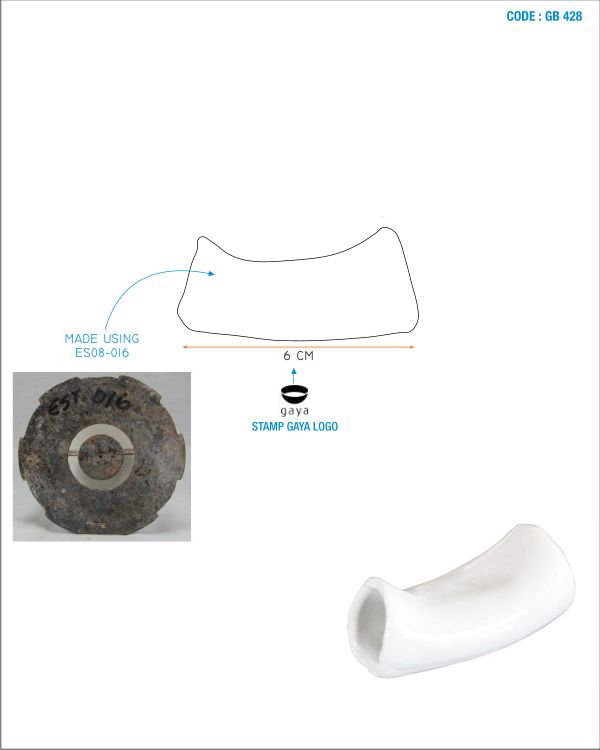 CODE : GB 428
MADE USING
ES08-016
6 CM
gaya
STAMP GAYA LOGO
EST. 016